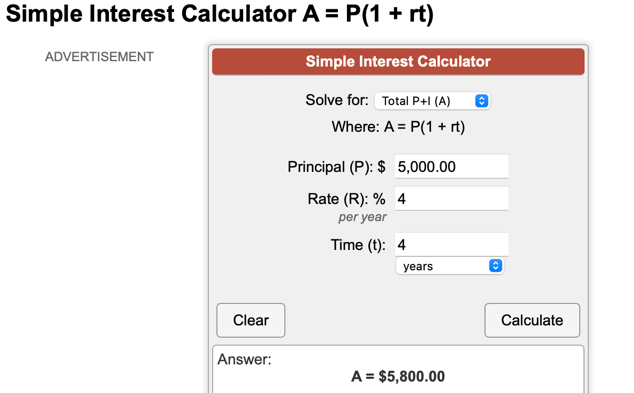 Simple Interest Calculator A = P(1 + rt)
ADVERTISEMENT
Simple Interest Calculator
Solve for: Total P+I (A)
Where: A = P(1 + rt)
Principal (P): $ 5,000.00
Rate (R): % 4
per year
Time (t): 4
years
Clear Calculate
Answer:
A = $5,800.00